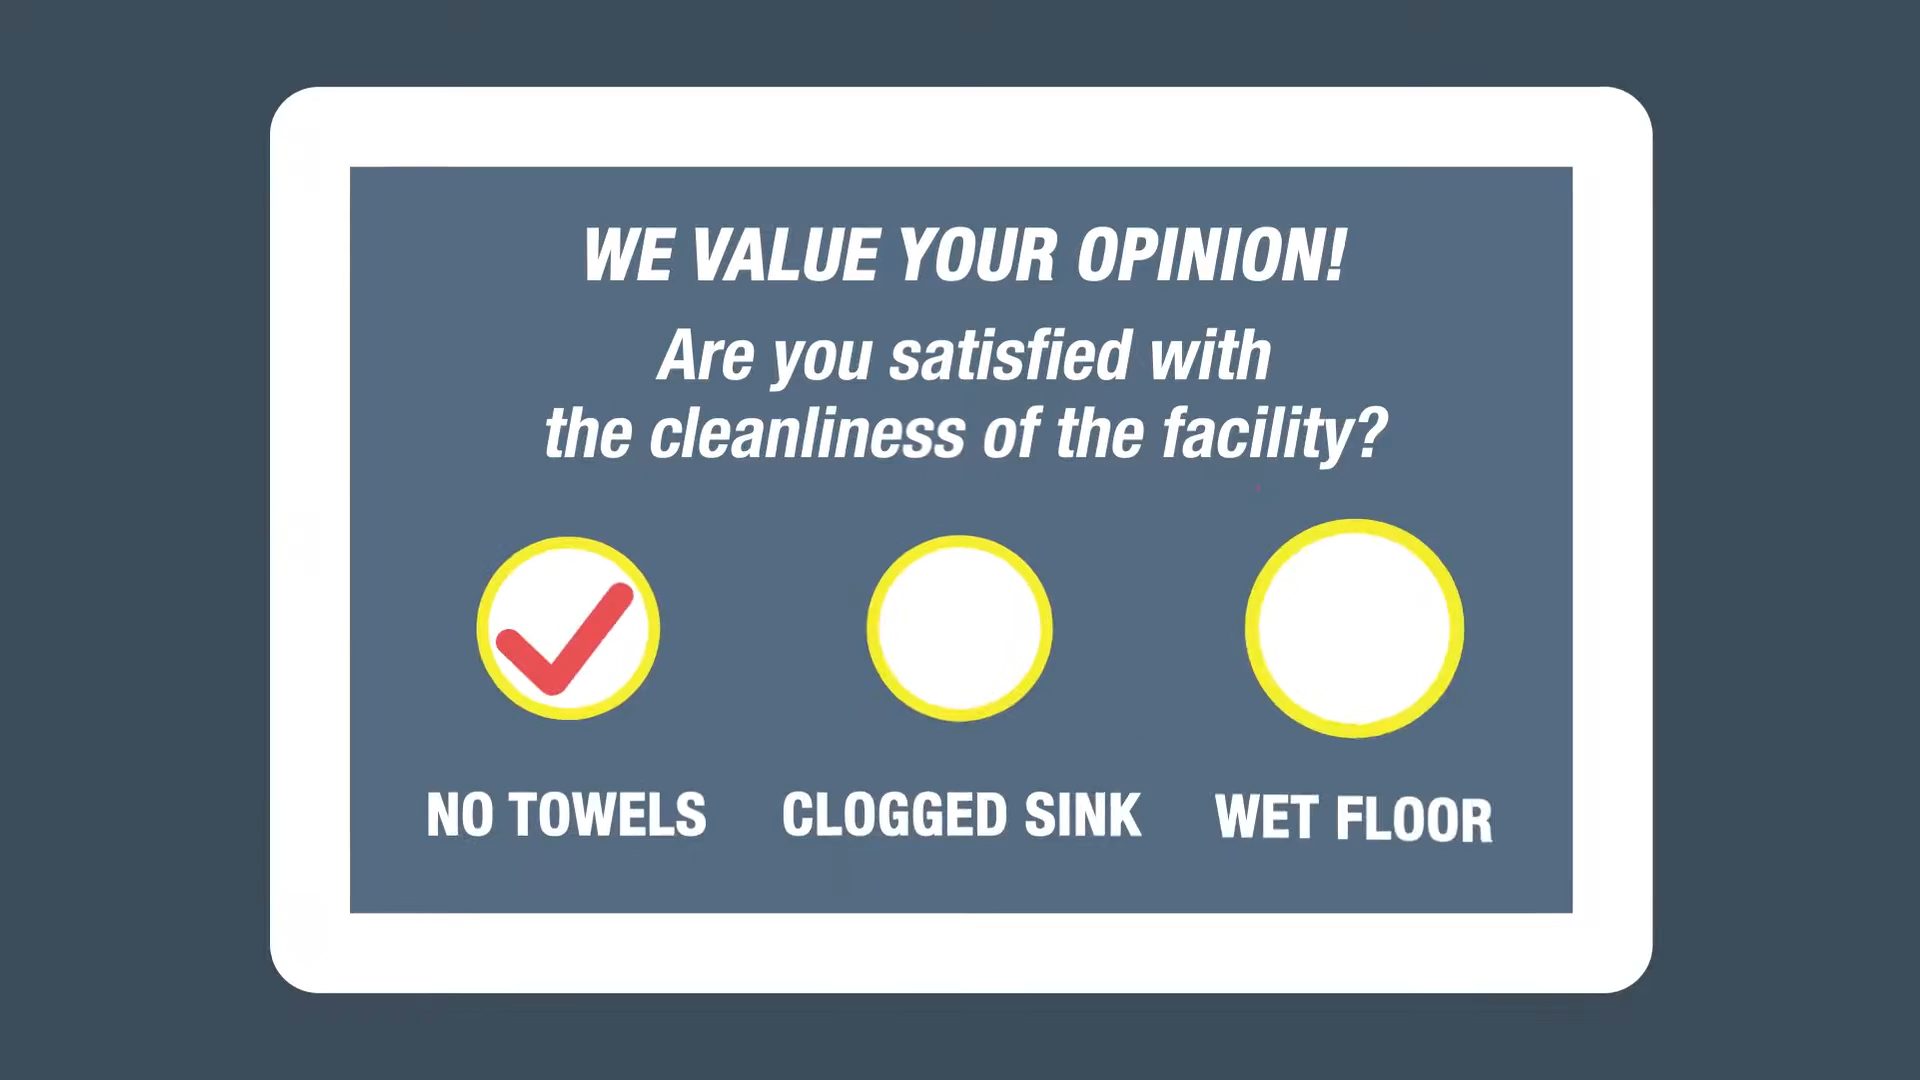 WE VALUE YOUR OPINION!
Are you satisfied with
the cleanliness of the facility?
NO TOWELS
CLOGGED SINK
WET FLOOR